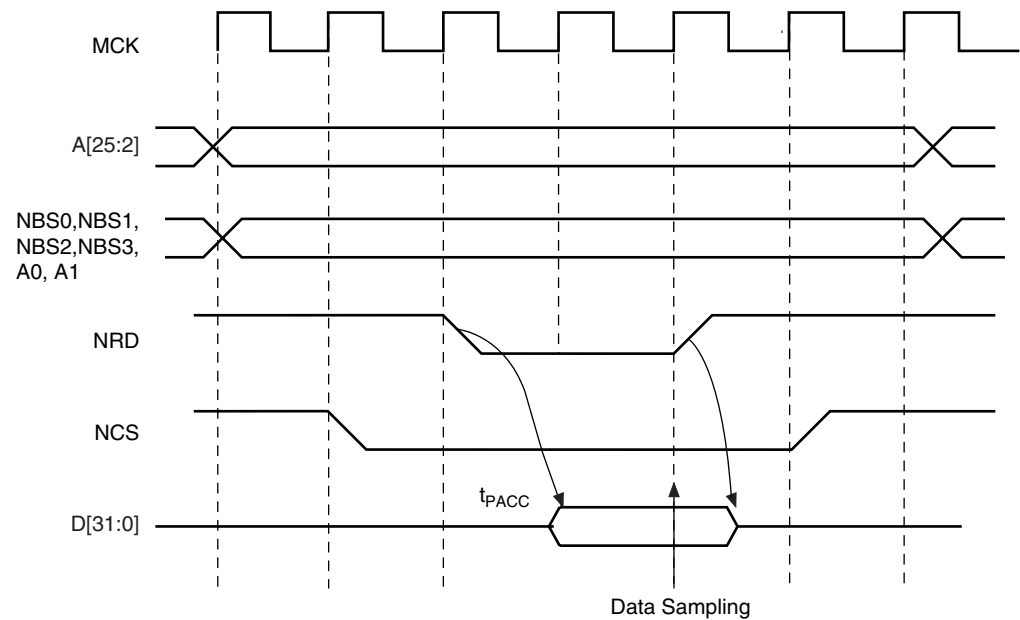 MCK
A[25:2]
NBS0,NBS1,
NBS2,NBS3,
A0, A1
NRD
NCS
tPACC
D[31:0]
Data Sampling